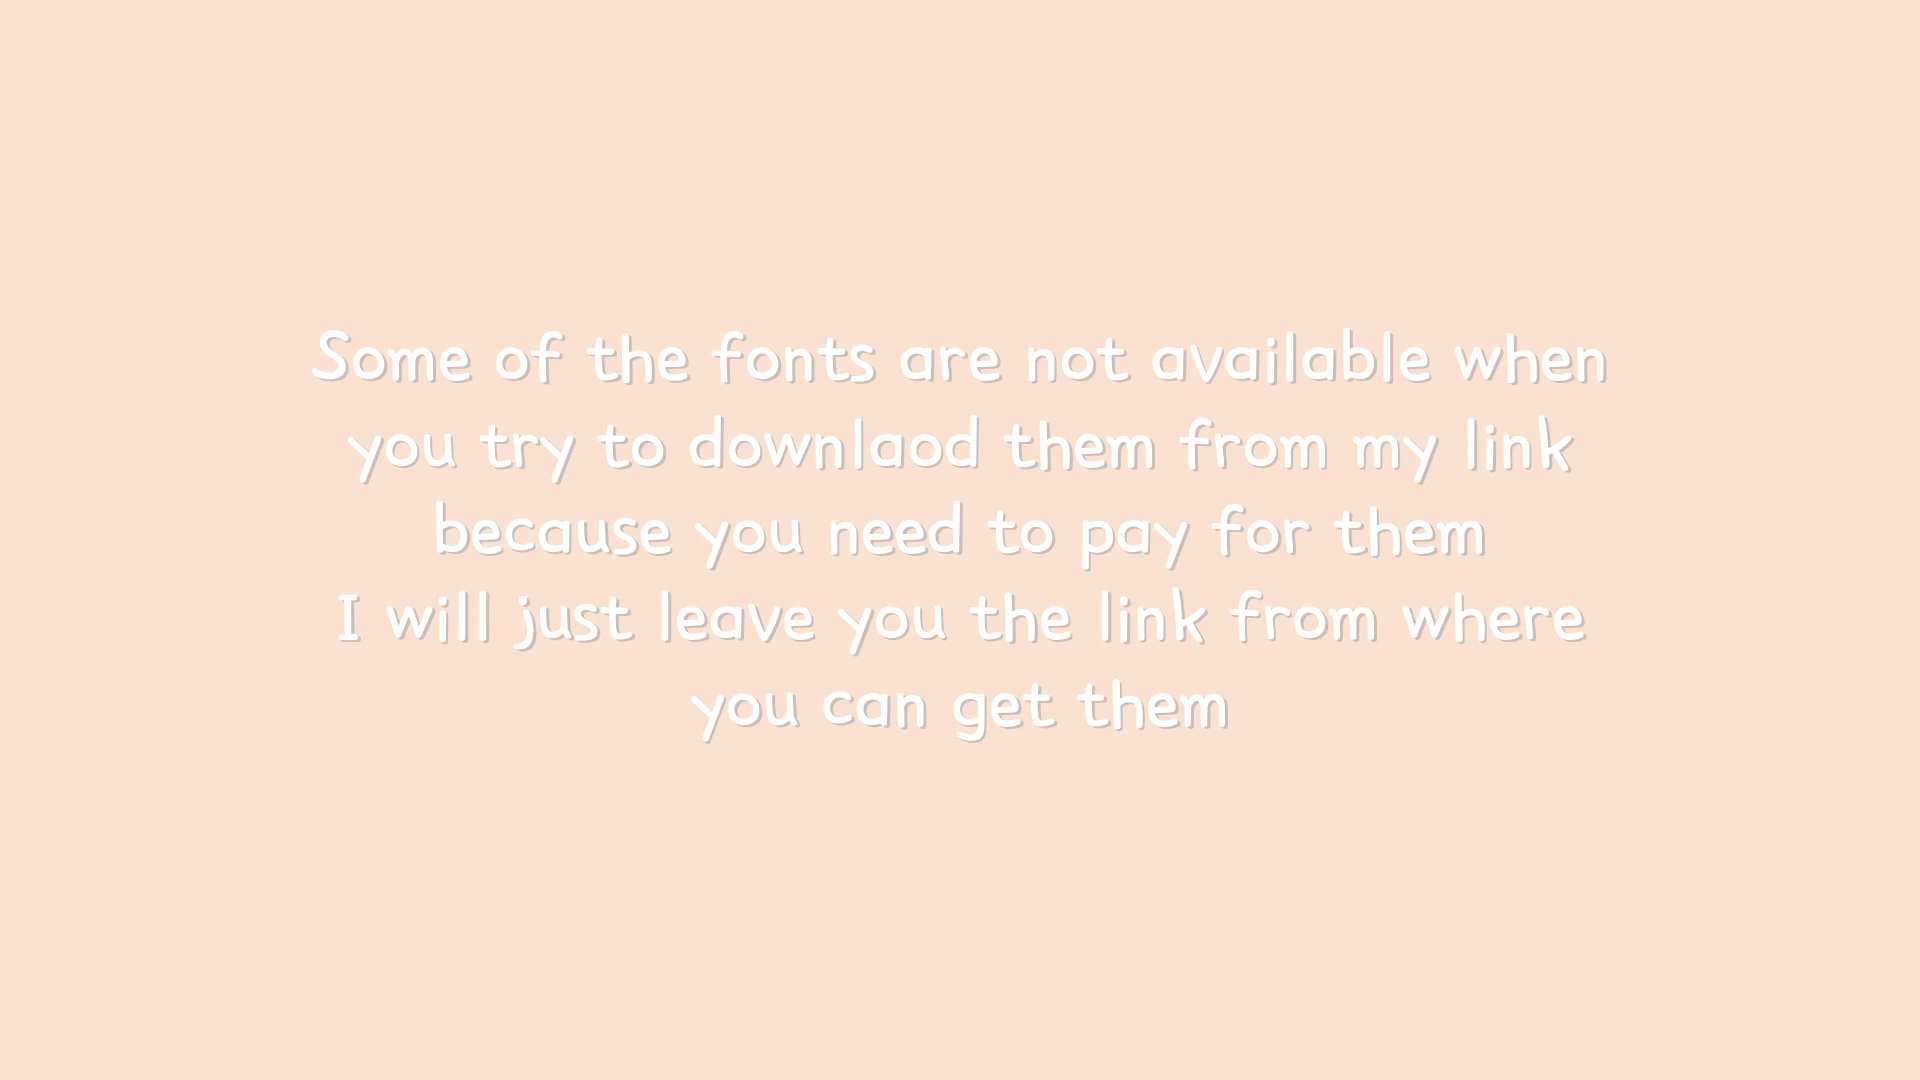 Some of the fonts are not available when
you try to downlaod them from my link
because you need to pay for them
I will just leave you the link from where
you can get them